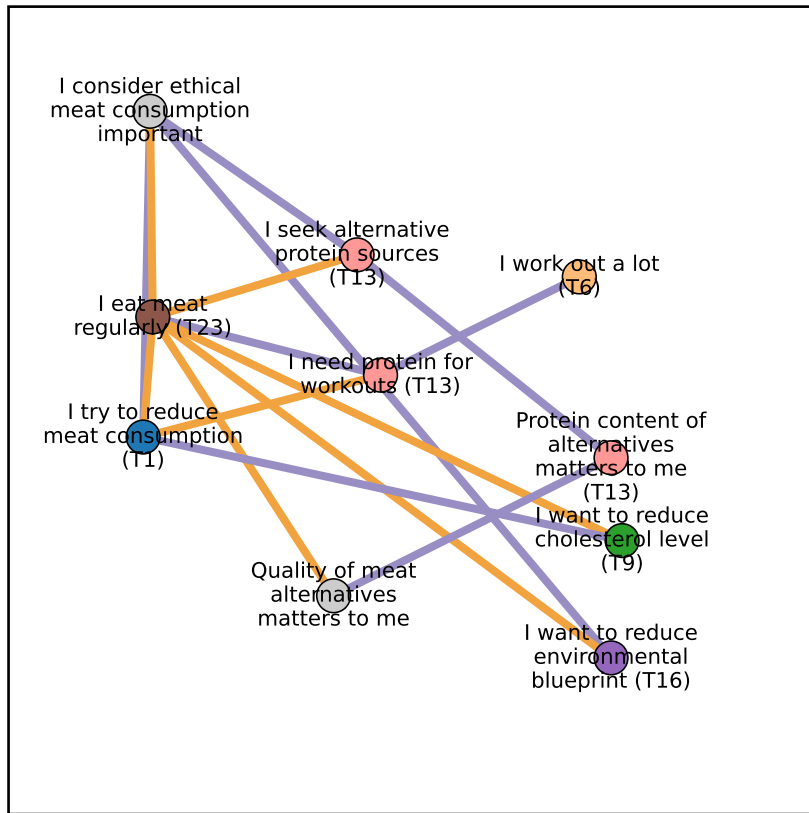 I consider ethical
meat consumption
important
I seek alternative
protein sources
(T13)
I work out a lot
(T6)
I eat meat
regularly (T23)
I need protein for
workouts (T13)
I try to reduce
meat consumption
(T1)
Protein content of
alternatives
matters to me
(T13)
I want to reduce
cholesterol level
(T9)
Quality of meat
alternatives
matters to me
I want to reduce
environmental
blueprint (T16)